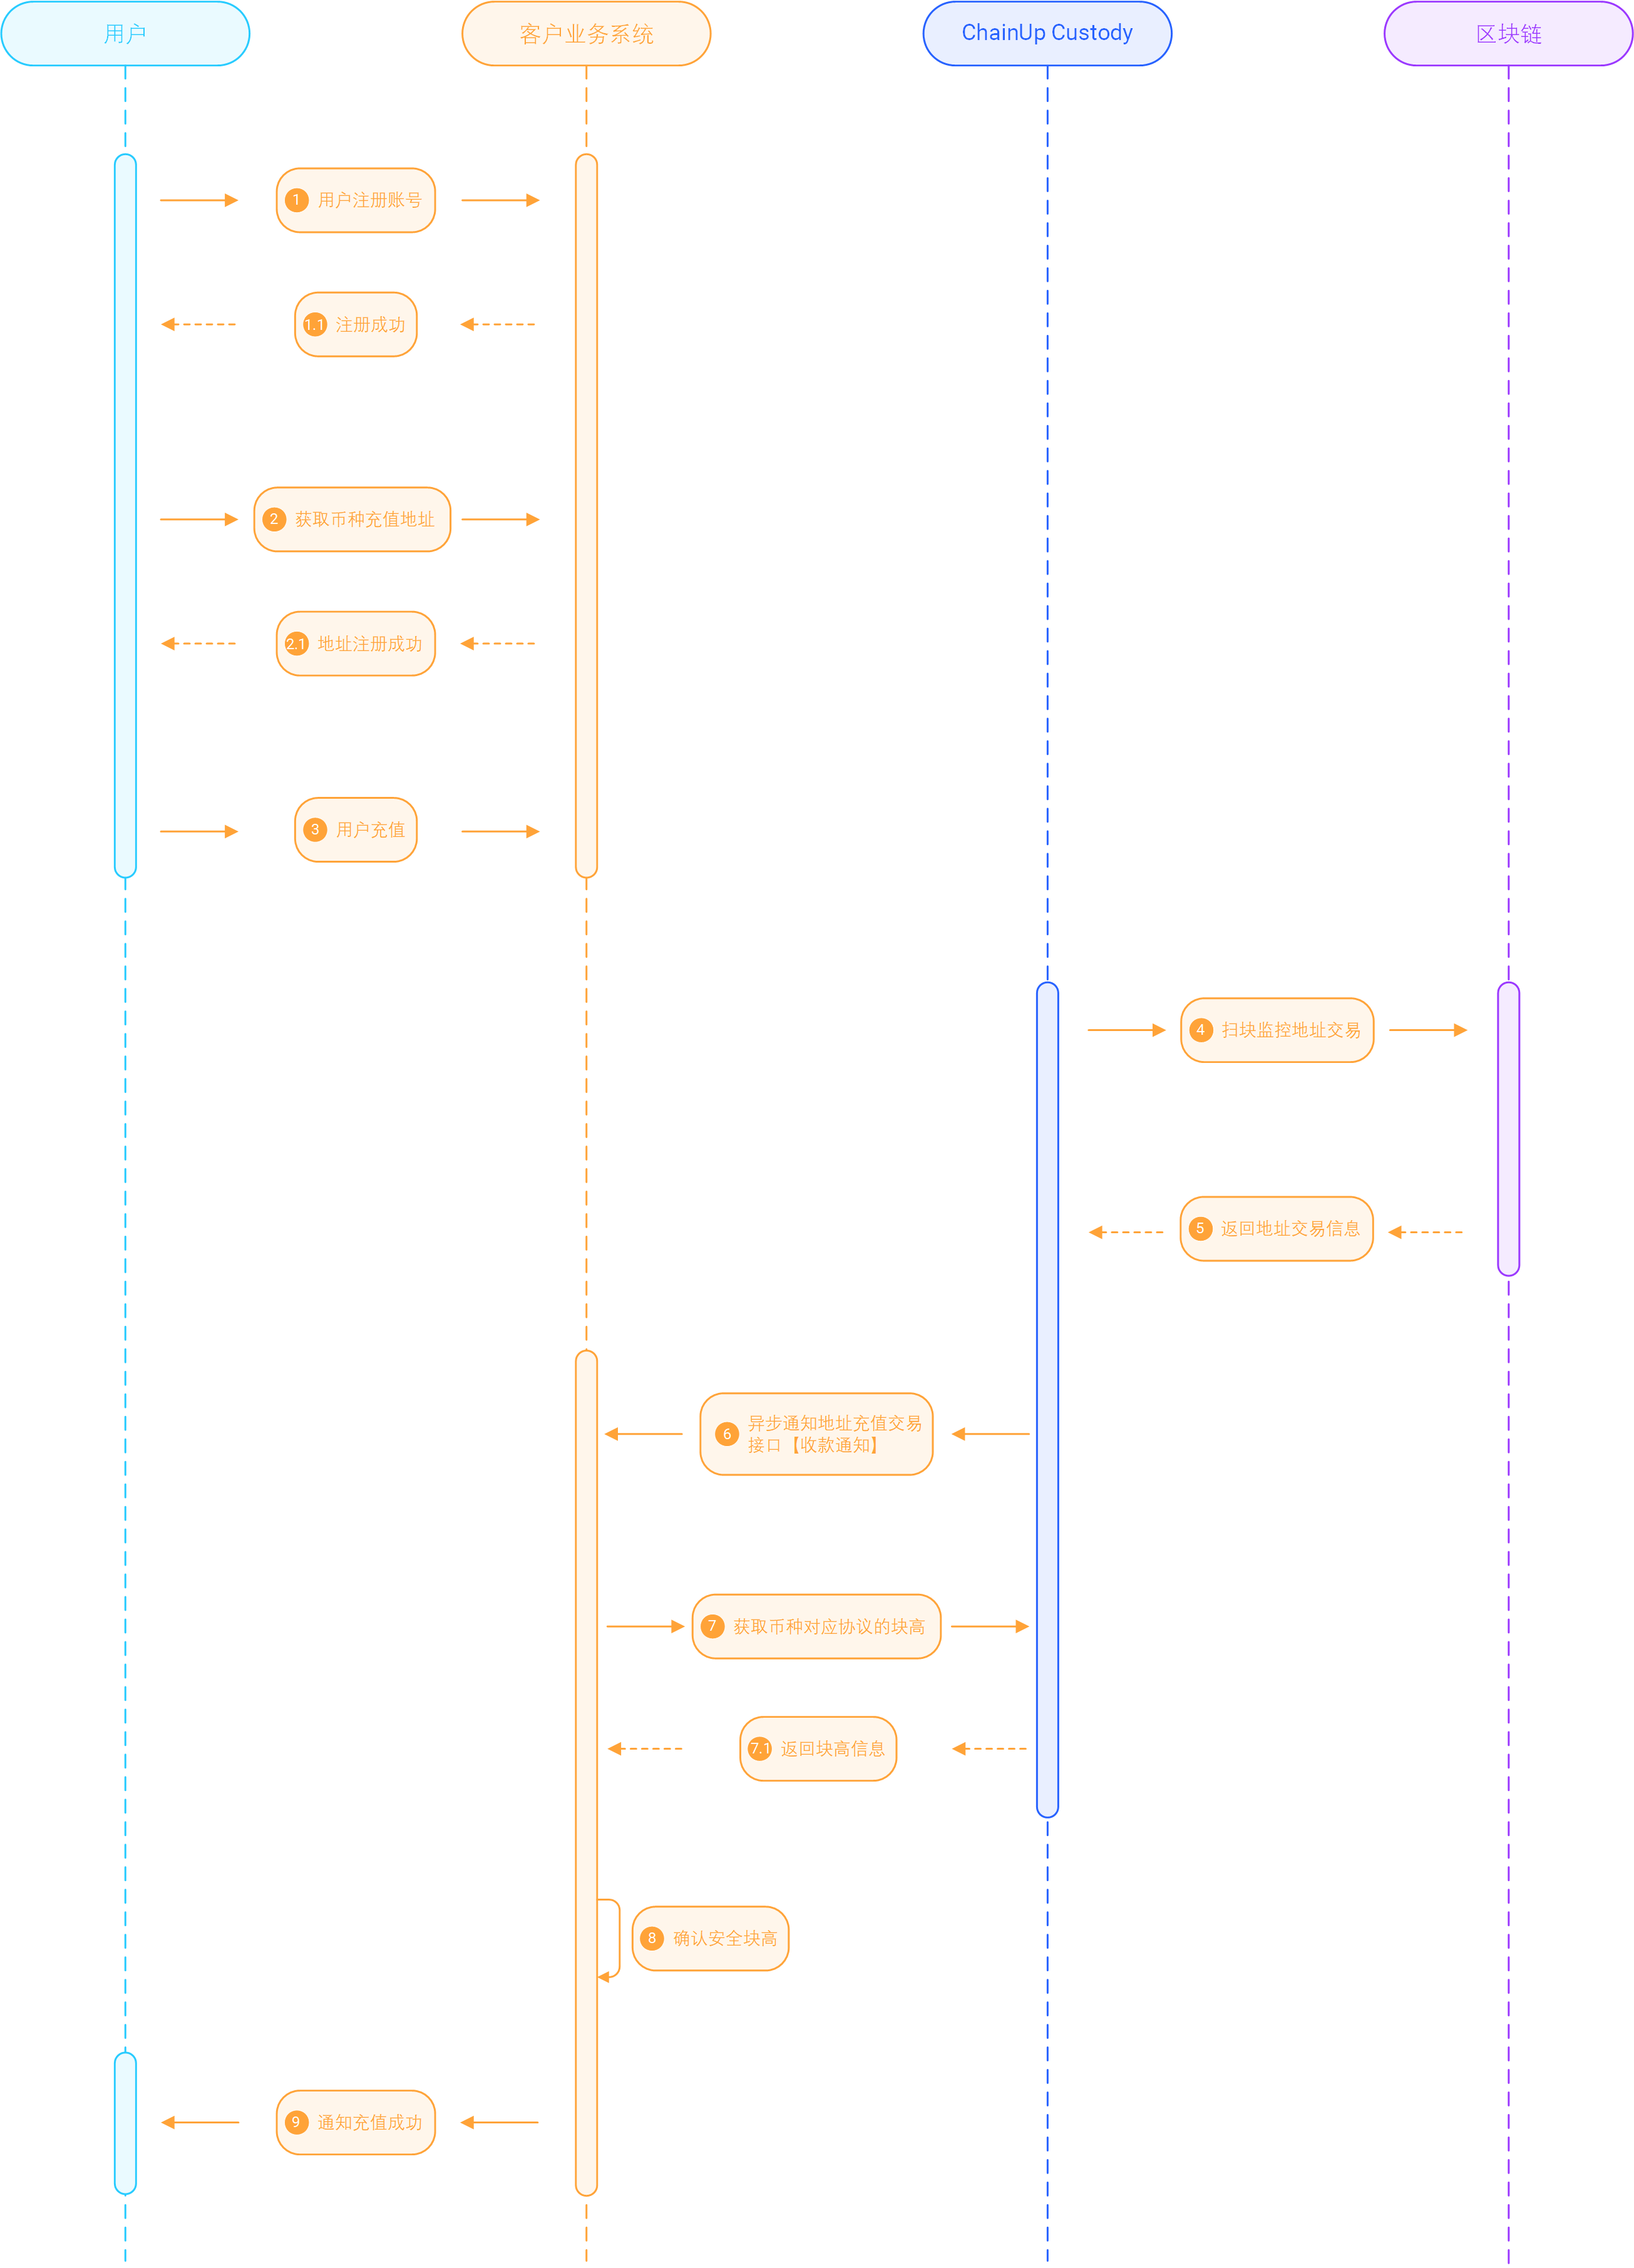 用户
客户业务系统
ChainUp Custody
区块链
1 用户注册账号
1.1 注册成功
2 获取币种充值地址
2.1 地址注册成功
3 用户充值
4 扫块监控地址交易
5 返回地址交易信息
6 异步通知地址充值交易
接口【收款通知】
7 获取币种对应协议的块高
7.1 返回块高信息
8 确认安全块高
9 通知充值成功